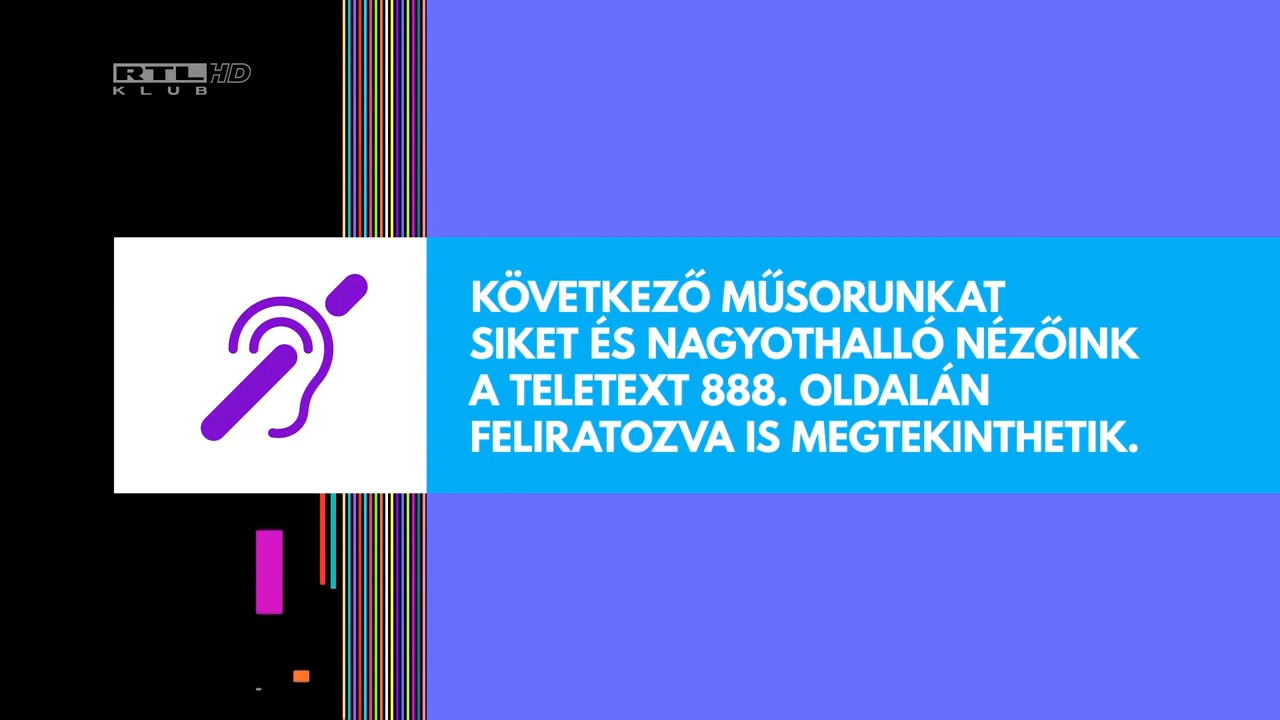 RTL HD
KLUB
KÖVETKEZŐ MŰSORUNKAT
SIKET ÉS NAGYOTHALLÓ NÉZŐINK
A TELETEXT 888. OLDALÁN
FELIRATOZVA IS MEGTEKINTHETIK.